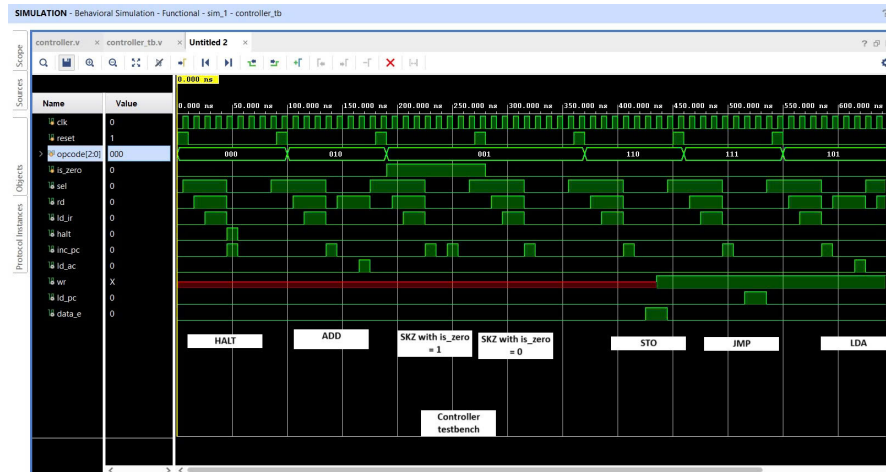 SIMULATION - Behavioral Simulation - Functional - sim_1 - controller_tb
?
controller.v × controller_tb.v × Untitled 2 ×
Scope
Sources
Objects
Protocol Instances
0.000 ns
Name Value
0.000 ns 50.000 ns 100.000 ns 150.000 ns 200.000 ns 250.000 ns 300.000 ns 350.000 ns 400.000 ns 450.000 ns 500.000 ns 550.000 ns 600.000 ns
clk 0
reset 1
opcode[2:0] 000 000 010 001 110 111 101
is_zero 0
sel 0
rd 0
ld_ir 0
halt 0
inc_pc 0
ld_ac 0
wr X
ld_pc 0
data_e 0
HALT ADD SKZ with is_zero = 1 SKZ with is_zero = 0 STO JMP LDA
Controller
testbench